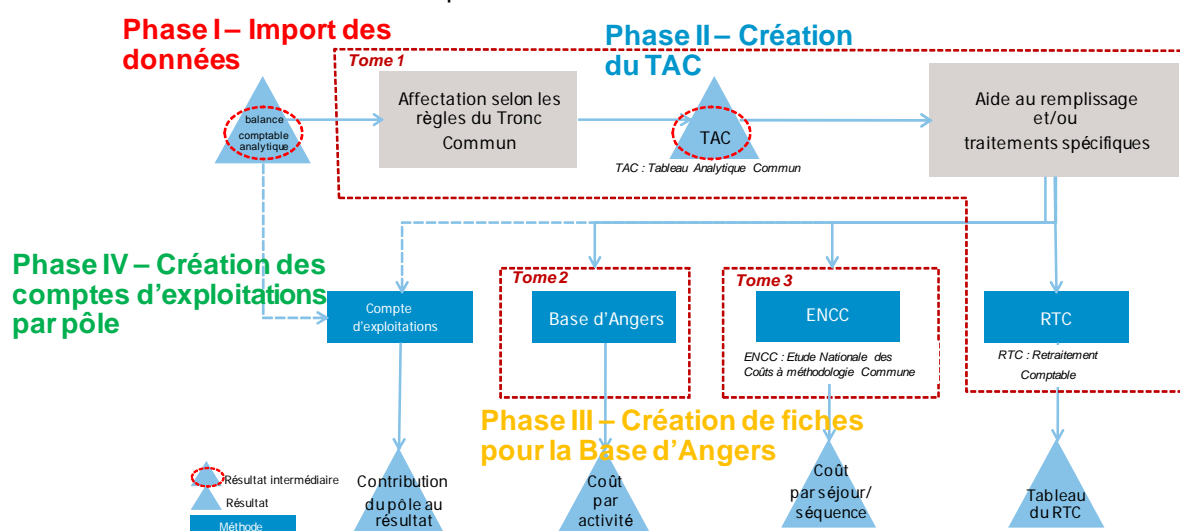 Phase I – Import des
données
Phase II – Création
du TAC
Tome 1
balance
comptable
analytique
Affectation selon les
règles du Tronc
Commun
TAC
TAC : Tableau Analytique Commun
Aide au remplissage
et/ou
traitements spécifiques
Phase IV – Création des
comptes d'exploitations
par pôle
Compte
d'exploitations
Tome 2
Base d'Angers
Tome 3
ENCC
ENCC : Etude Nationale des
Coûts à méthodologie Commune
RTC
RTC : Retraitement
Comptable
Phase III – Création de fiches
pour la Base d'Angers
Contribution
du pôle au
résultat
Coût
par
activité
Coût
par séjour/
séquence
Tableau
du RTC
Résultat intermédiaire
Résultat
Méthode